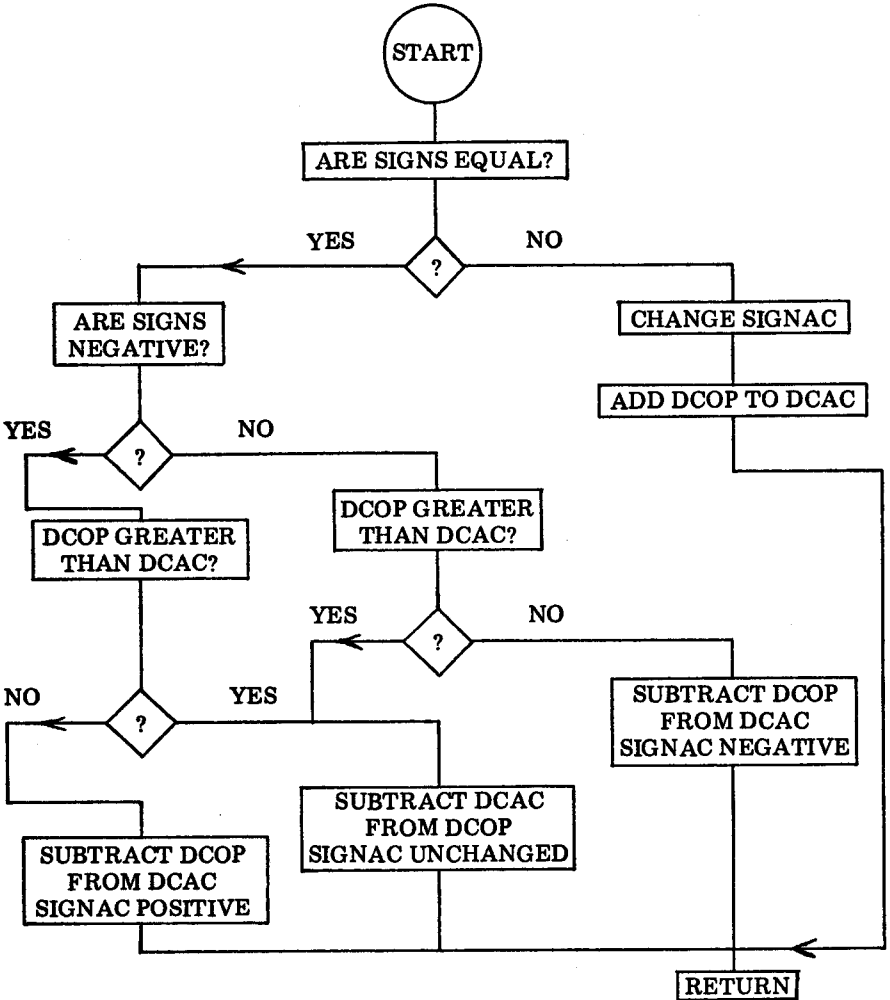 START
ARE SIGNS EQUAL?
YES
NO
?
ARE SIGNS
NEGATIVE?
CHANGE SIGNAC
ADD DCOP TO DCAC
YES
NO
?
DCOP GREATER
THAN DCAC?
DCOP GREATER
THAN DCAC?
YES
NO
?
NO
YES
?
SUBTRACT DCOP
FROM DCAC
SIGNAC NEGATIVE
SUBTRACT DCAC
FROM DCOP
SIGNAC UNCHANGED
SUBTRACT DCOP
FROM DCAC
SIGNAC POSITIVE
RETURN